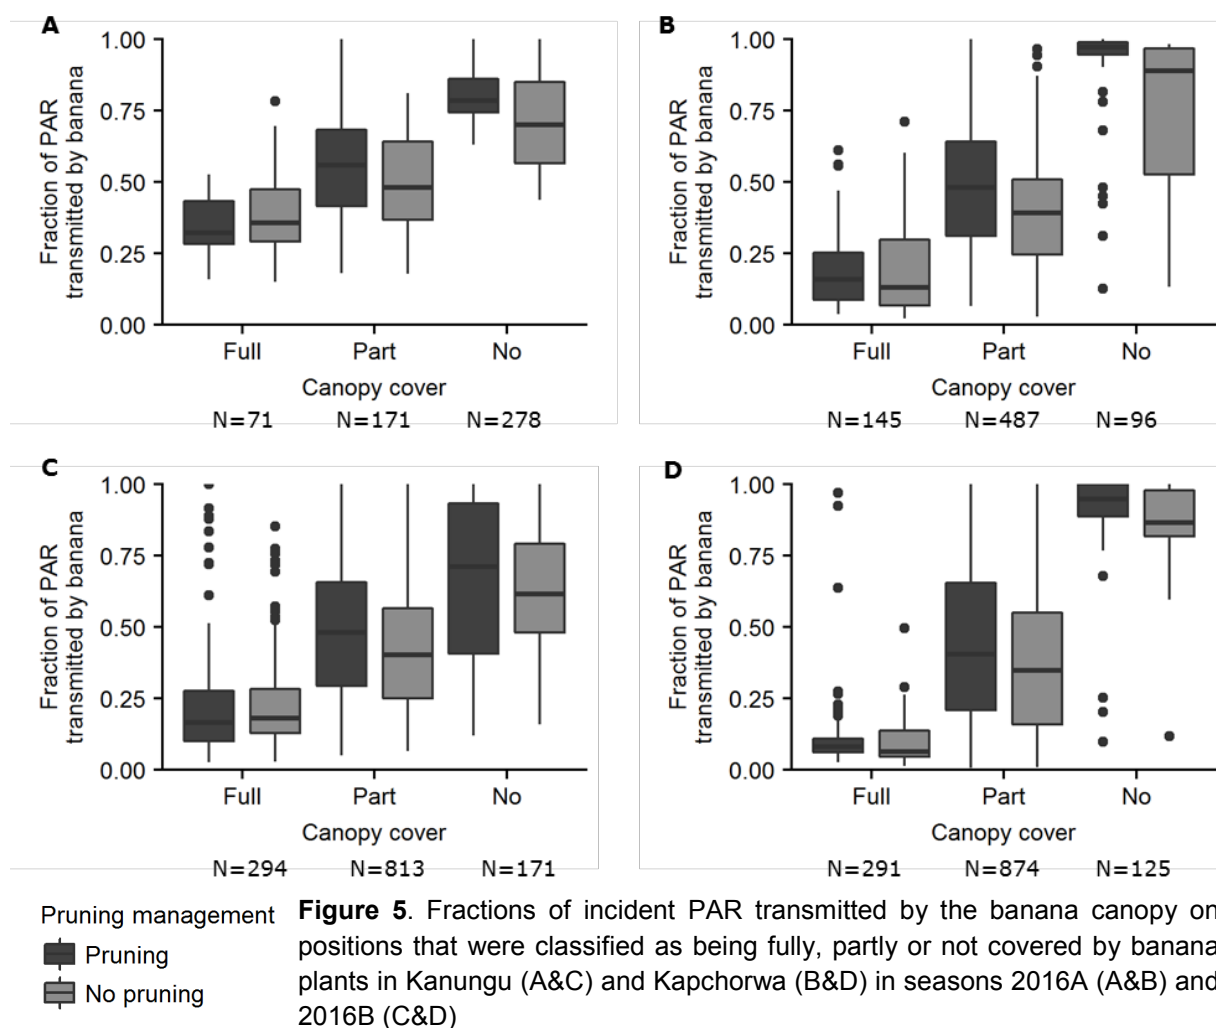 A
1.00
0.75
0.50
0.25
0.00
Fraction of PAR
transmitted by banana
Full Part No
Canopy cover
N=71 N=171 N=278
B
1.00
0.75
0.50
0.25
0.00
Fraction of PAR
transmitted by banana
Full Part No
Canopy cover
N=145 N=487 N=96
C
1.00
0.75
0.50
0.25
0.00
Fraction of PAR
transmitted by banana
Full Part No
Canopy cover
N=294 N=813 N=171
D
1.00
0.75
0.50
0.25
0.00
Fraction of PAR
transmitted by banana
Full Part No
Canopy cover
N=291 N=874 N=125
Pruning management
Pruning
No pruning
Figure 5. Fractions of incident PAR transmitted by the banana canopy on
positions that were classified as being fully, partly or not covered by banana
plants in Kanungu (A&C) and Kapchorwa (B&D) in seasons 2016A (A&B) and
2016B (C&D)